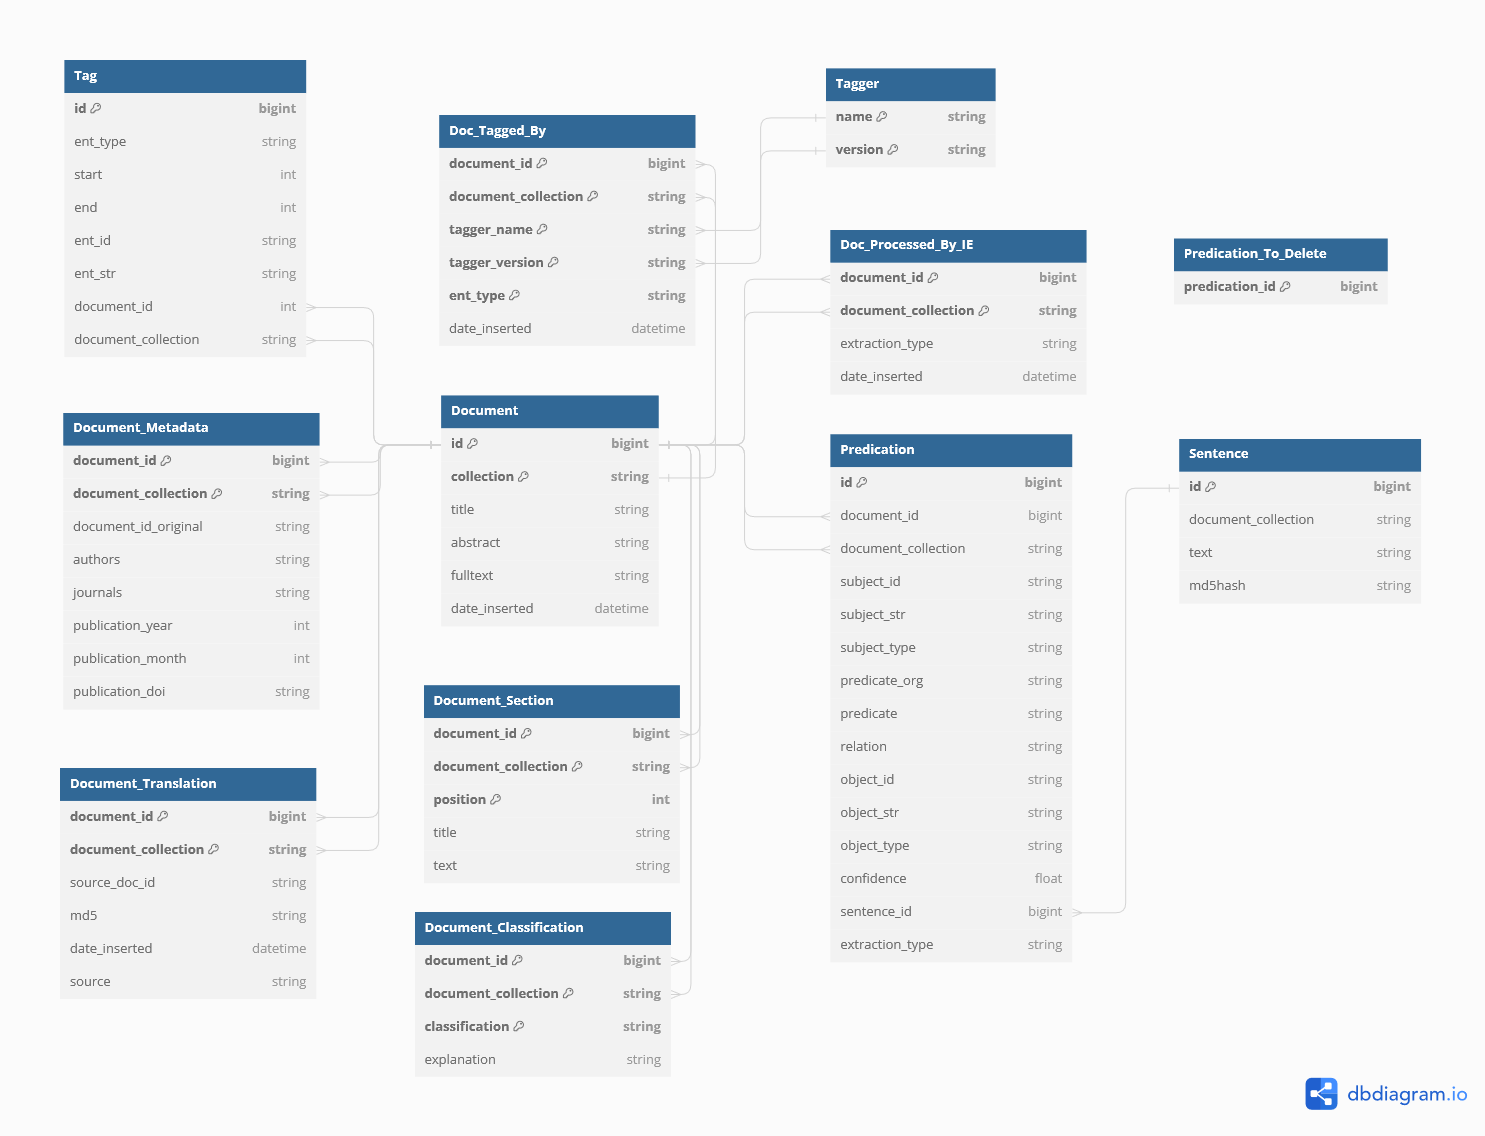 Tag
id bigint
ent_type string
start int
end int
ent_id string
ent_str string
document_id int
document_collection string
Doc_Tagged_By
document_id bigint
document_collection string
tagger_name string
tagger_version string
ent_type string
date_inserted datetime
Tagger
name string
version string
Doc_Processed_By_IE
document_id bigint
document_collection string
extraction_type string
date_inserted datetime
Predication_To_Delete
predication_id bigint
Document_Metadata
document_id bigint
document_collection string
document_id_original string
authors string
journals string
publication_year int
publication_month int
publication_doi string
Document
id bigint
collection string
title string
abstract string
fulltext string
date_inserted datetime
Predication
id bigint
document_id bigint
document_collection string
subject_id string
subject_str string
subject_type string
predicate_org string
predicate string
relation string
object_id string
object_str string
object_type string
confidence float
sentence_id bigint
extraction_type string
Sentence
id bigint
document_collection string
text string
md5hash string
Document_Section
document_id bigint
document_collection string
position int
title string
text string
Document_Translation
document_id bigint
document_collection string
source_doc_id string
md5 string
date_inserted datetime
source string
Document_Classification
document_id bigint
document_collection string
classification string
explanation string
dbdiagram.io